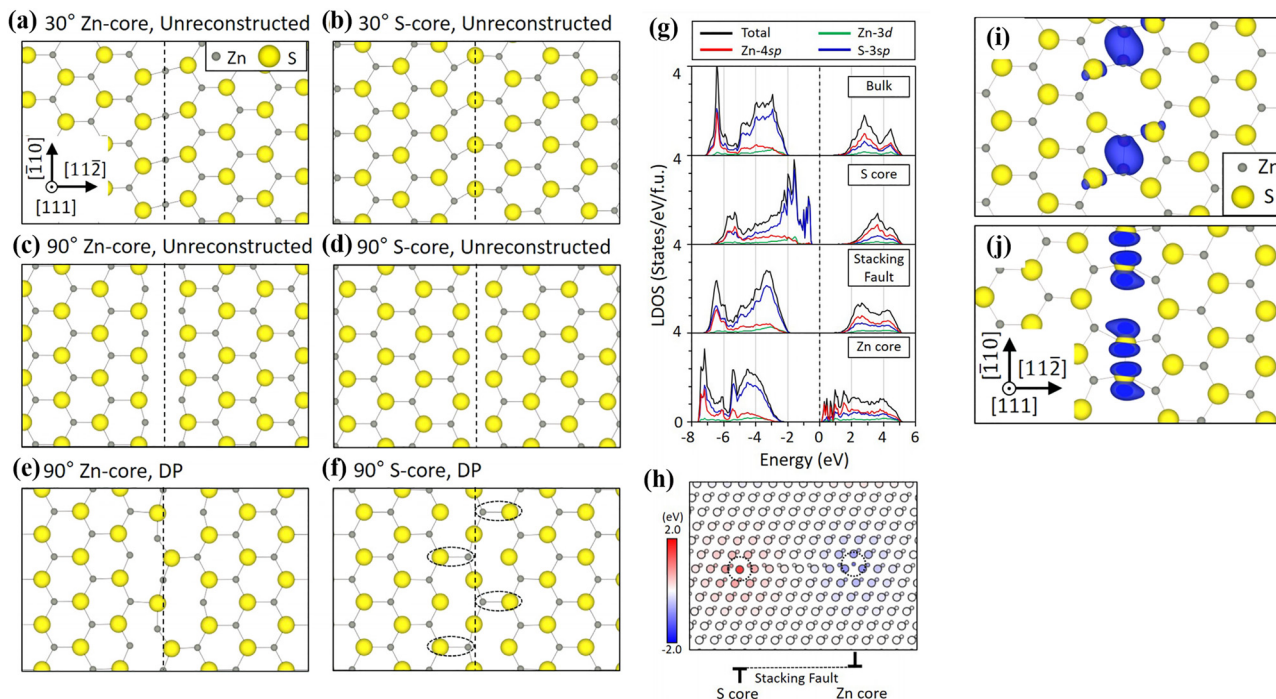 (a) 30° Zn-core, Unreconstructed
Zn S
[1̄10]
[112̄]
[111]
(b) 30° S-core, Unreconstructed
(c) 90° Zn-core, Unreconstructed
(d) 90° S-core, Unreconstructed
(e) 90° Zn-core, DP
(f) 90° S-core, DP
(g)
Total Zn-3d
Zn-4sp S-3sp
4
Bulk
4
S core
4
Stacking
Fault
4
Zn core
0
LDOS (States/eV/f.u.)
-8 -6 -4 -2 0 2 4 6
Energy (eV)
(h)
(eV)
2.0
-2.0
Stacking Fault
S core Zn core
(i)
Zn
S
(j)
[1̄10]
[112̄]
[111]